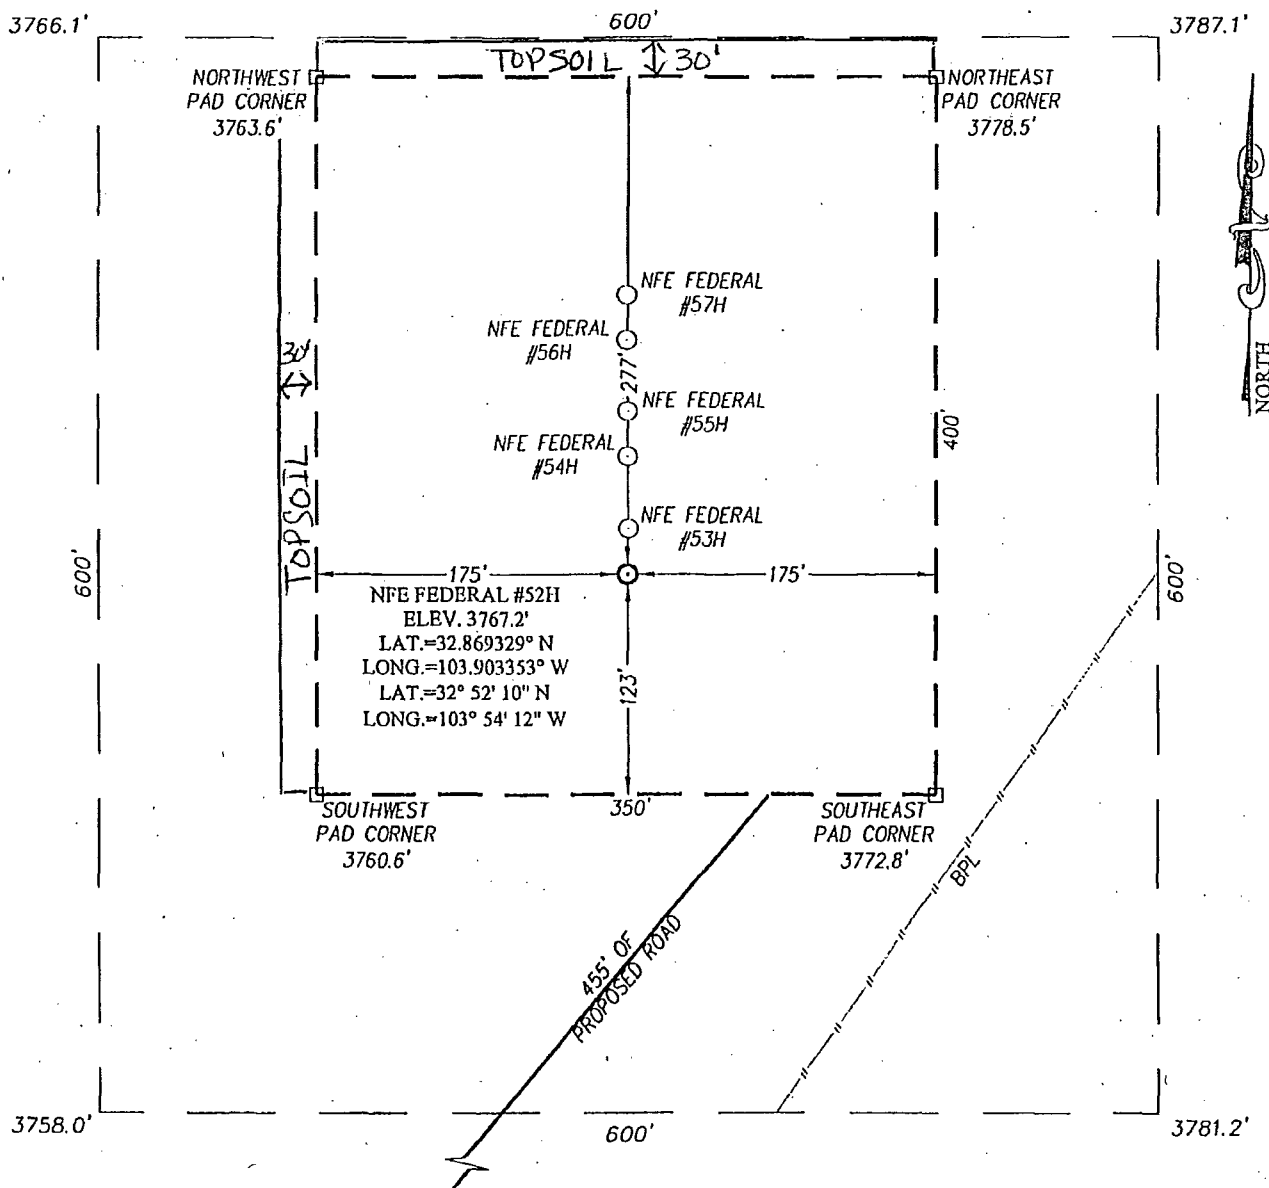 3766.1'
600'
3787.1'
TOPSOIL 30'
NORTHWEST
PAD CORNER
3763.6'
NORTHEAST
PAD CORNER
3778.5'
NORTH
NFE FEDERAL
#57H
NFE FEDERAL
#56H
277'
30'
NFE FEDERAL
#55H
400'
NFE FEDERAL
#54H
TOPSOIL
NFE FEDERAL
#53H
600'
175'
175'
600'
NFE FEDERAL #52H
ELEV. 3767.2'
LAT.=32.869329° N
LONG.=103.903353° W
LAT.=32° 52' 10" N
LONG.=103° 54' 12" W
123'
350'
SOUTHWEST
PAD CORNER
3760.6'
SOUTHEAST
PAD CORNER
3772.8'
BPL
455' OF
PROPOSED ROAD
3758.0'
600'
3781.2'